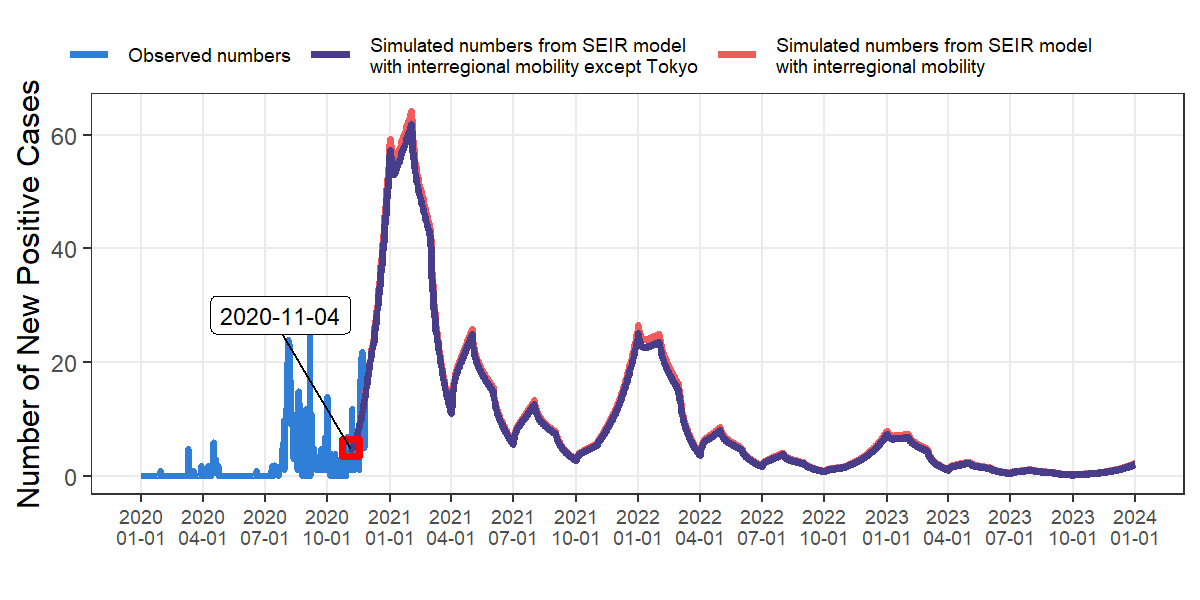 Observed numbers
Simulated numbers from SEIR model
with interregional mobility except Tokyo
Simulated numbers from SEIR model
with interregional mobility
Number of New Positive Cases
60
40
20
0
2020-11-04
2020 2020 2020 2020 2021 2021 2021 2021 2022 2022 2022 2022 2023 2023 2023 2023 2024
01-01 04-01 07-01 10-01 01-01 04-01 07-01 10-01 01-01 04-01 07-01 10-01 01-01 04-01 07-01 10-01 01-01